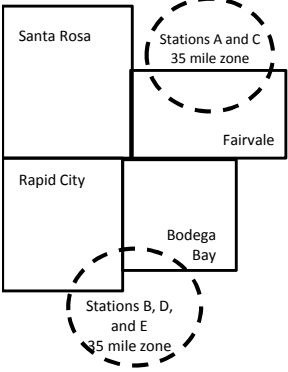 Santa Rosa
Stations A and C
35 mile zone
Fairvale
Rapid City
Bodega
Bay
Stations B, D,
and E
35 mile zone